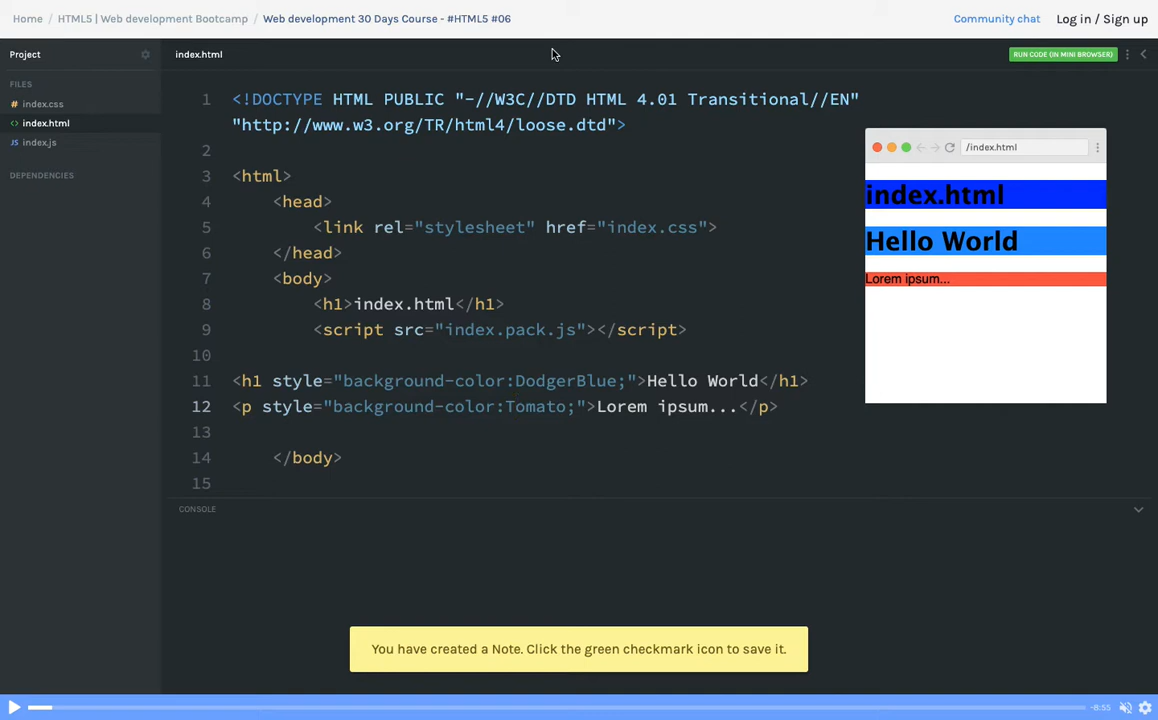 Home / HTML5 | Web development Bootcamp / Web development 30 Days Course - #HTML5 #06
Community chat
Log in / Sign up
Project
index.html
RUN CODE (IN MINI BROWSER)
FILES
# index.css
<> index.html
JS index.js
DEPENDENCIES
1 <!DOCTYPE HTML PUBLIC "-//W3C//DTD HTML 4.01 Transitional//EN"
"http://www.w3.org/TR/html4/loose.dtd">
2
3 <html>
4 <head>
5 <link rel="stylesheet" href="index.css">
6 </head>
7 <body>
8 <h1>index.html</h1>
9 <script src="index.pack.js"></script>
10
11 <h1 style="background-color:DodgerBlue;">Hello World</h1>
12 <p style="background-color:Tomato;">Lorem ipsum...</p>
13
14 </body>
15
/index.html
index.html
Hello World
Lorem ipsum...
CONSOLE
You have created a Note. Click the green checkmark icon to save it.
-8:55